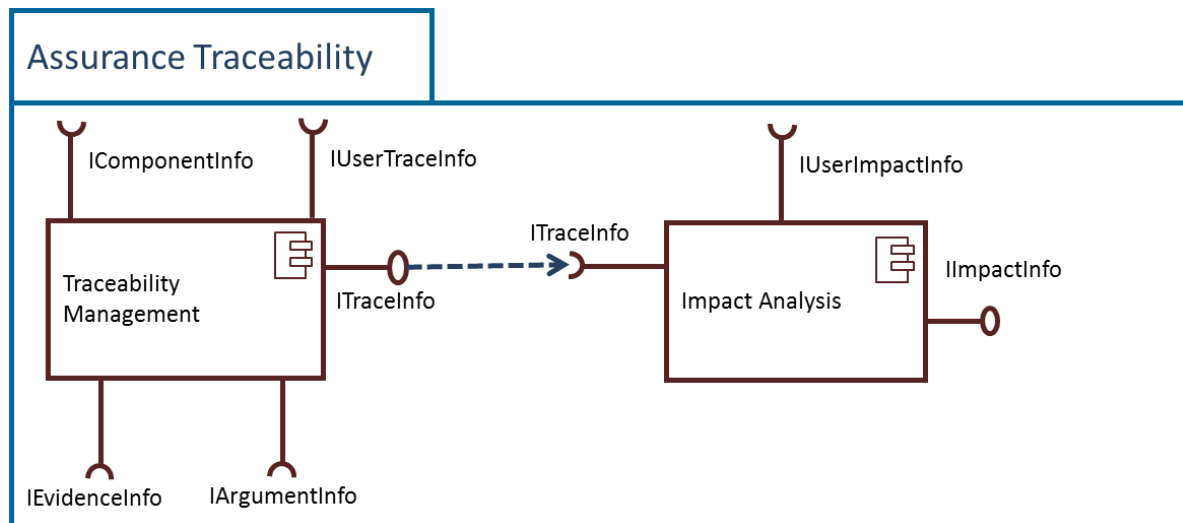 Assurance Traceability
IComponentInfo
IUserTraceInfo
IUserImpactInfo
ITraceInfo
Traceability
Management
ITraceInfo
Impact Analysis
IImpactInfo
IEvidenceInfo
IArgumentInfo